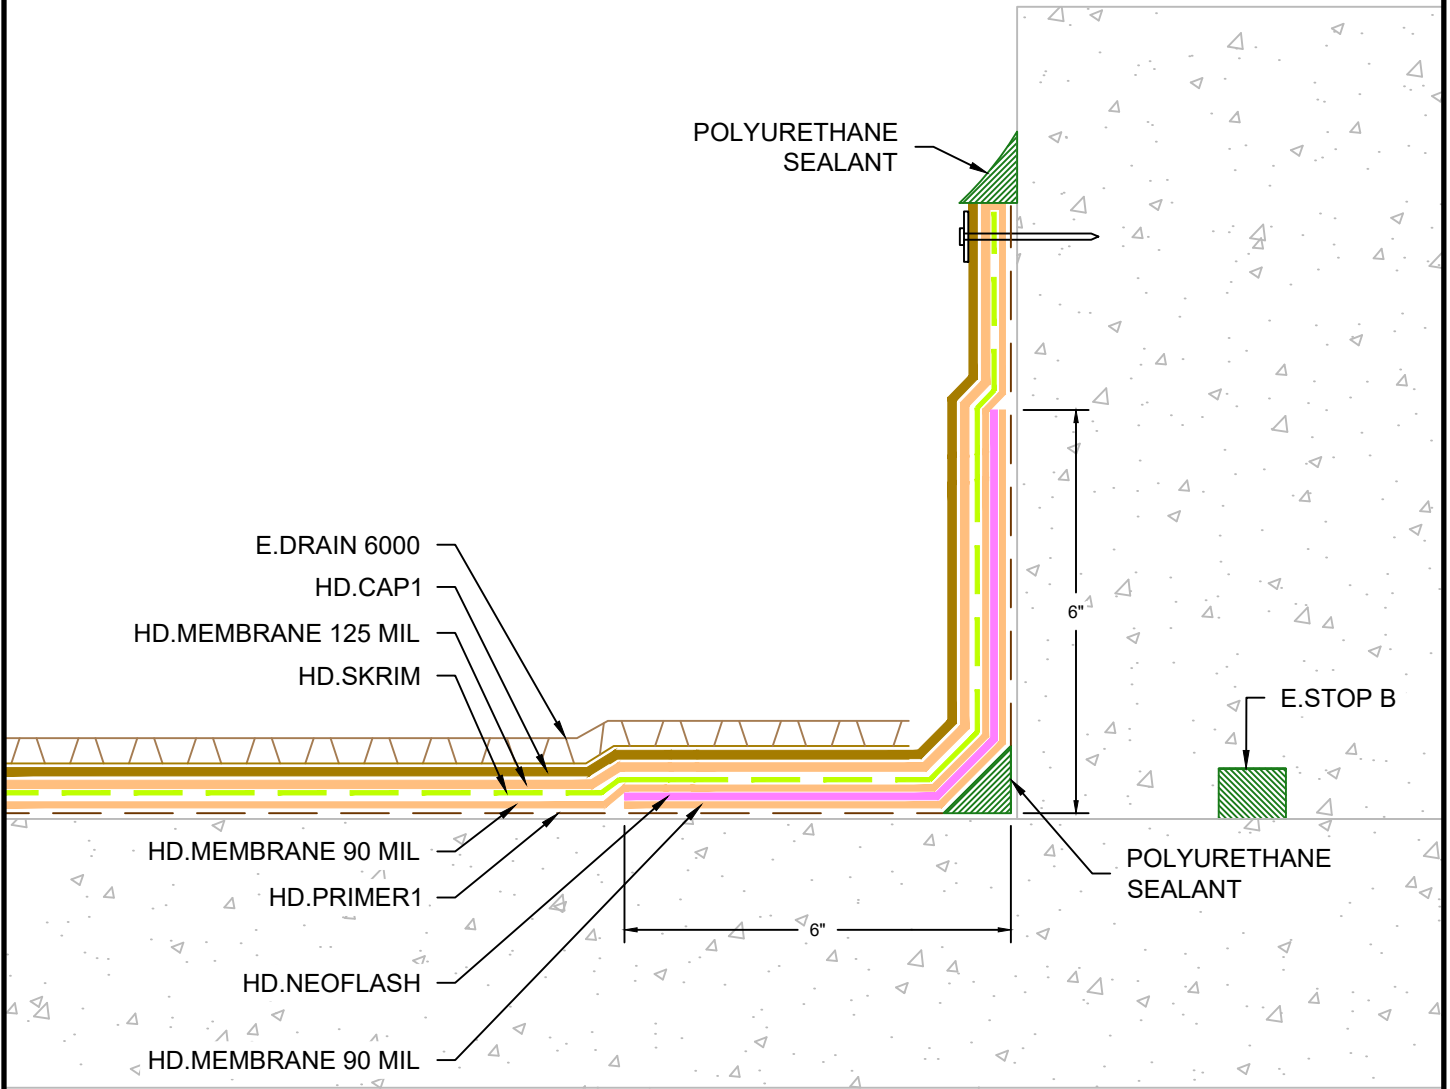 POLYURETHANE
SEALANT
E.DRAIN 6000
HD.CAP1
HD.MEMBRANE 125 MIL
HD.SKRIM
6"
E.STOP B
HD.MEMBRANE 90 MIL
HD.PRIMER1
POLYURETHANE
SEALANT
6"
HD.NEOFLASH
HD.MEMBRANE 90 MIL